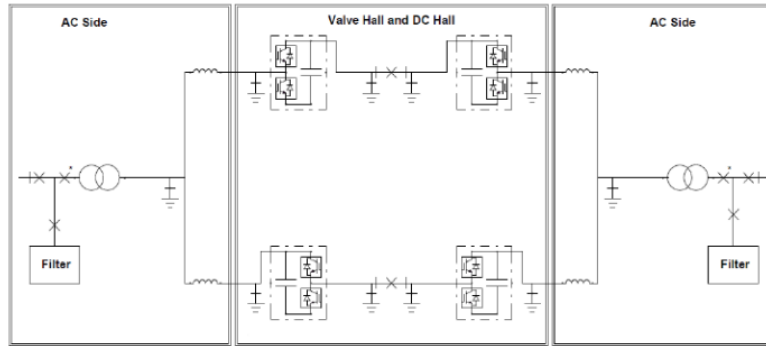 AC Side
Valve Hall and DC Hall
AC Side
*
*
Filter
Filter